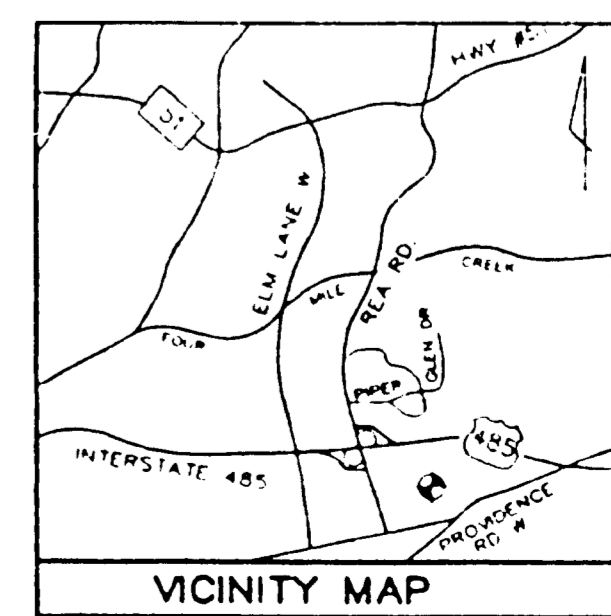 HWY #51
51
ELM LANE W
REA RD.
FOUR MILE CREEK
PIPER GLEN DR
INTERSTATE 485
485
PROVIDENCE
RD W
VICINITY MAP